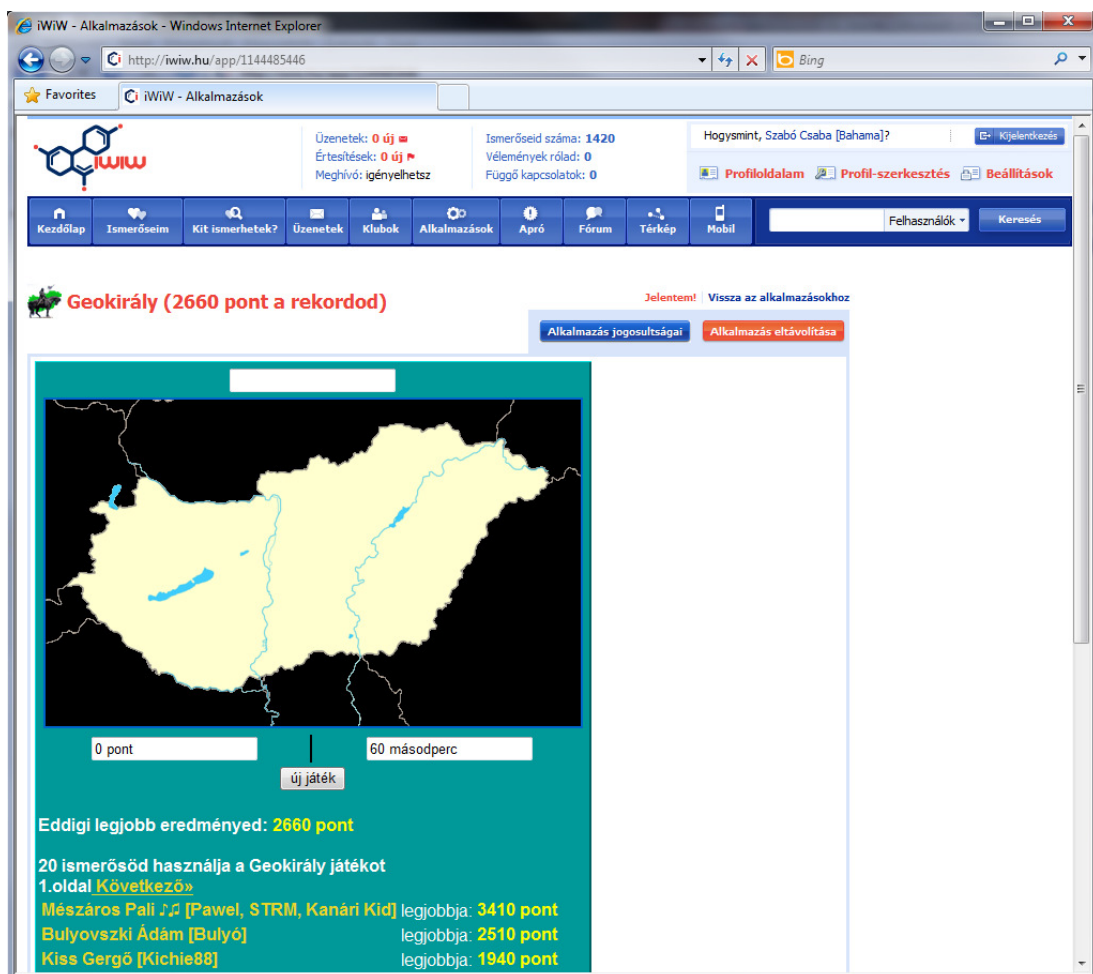 iWiW - Alkalmazások - Windows Internet Explorer
http://iwiw.hu/app/1144485446
Bing
Favorites
iWiW - Alkalmazások
iwiw
Üzenetek: 0 új
Értesítések: 0 új
Meghívó: igényelhetsz
Ismerőseid száma: 1420
Vélemények rólad: 0
Függő kapcsolatok: 0
Hogysmint, Szabó Csaba [Bahama]?
Kijelentkezés
Profiloldalam
Profil-szerkesztés
Beállítások
Kezdőlap
Ismerőseim
Kit ismerhetek?
Üzenetek
Klubok
Alkalmazások
Apró
Fórum
Térkép
Mobil
Felhasználók
Keresés
Geokirály (2660 pont a rekordod)
Jelentem!
Vissza az alkalmazásokhoz
Alkalmazás jogosultságai
Alkalmazás eltávolítása
0 pont
60 másodperc
új játék
Eddigi legjobb eredményed: 2660 pont
20 ismerősöd használja a Geokirály játékot
1.oldal Következő»
Mészáros Pali ♪♫ [Pawel, STRM, Kanári Kid] legjobbja: 3410 pont
Bulyovszki Ádám [Bulyó] legjobbja: 2510 pont
Kiss Gergő [Kichie88] legjobbja: 1940 pont